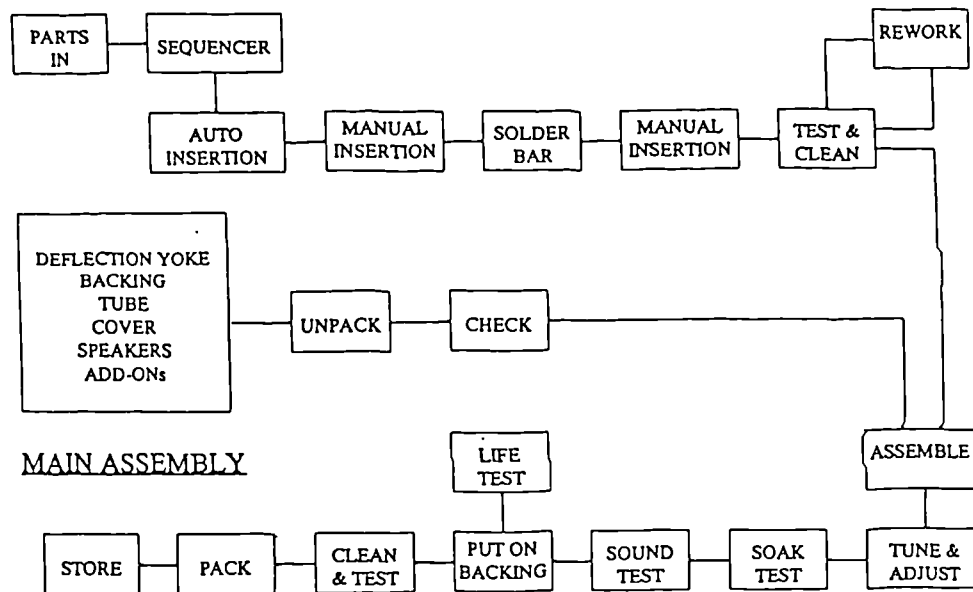 PARTS
IN
SEQUENCER
REWORK
AUTO
INSERTION
MANUAL
INSERTION
SOLDER
BAR
MANUAL
INSERTION
TEST &
CLEAN
DEFLECTION YOKE
BACKING
TUBE
COVER
SPEAKERS
ADD-ONs
UNPACK
CHECK
MAIN ASSEMBLY
LIFE
TEST
ASSEMBLE
STORE
PACK
CLEAN
& TEST
PUT ON
BACKING
SOUND
TEST
SOAK
TEST
TUNE &
ADJUST